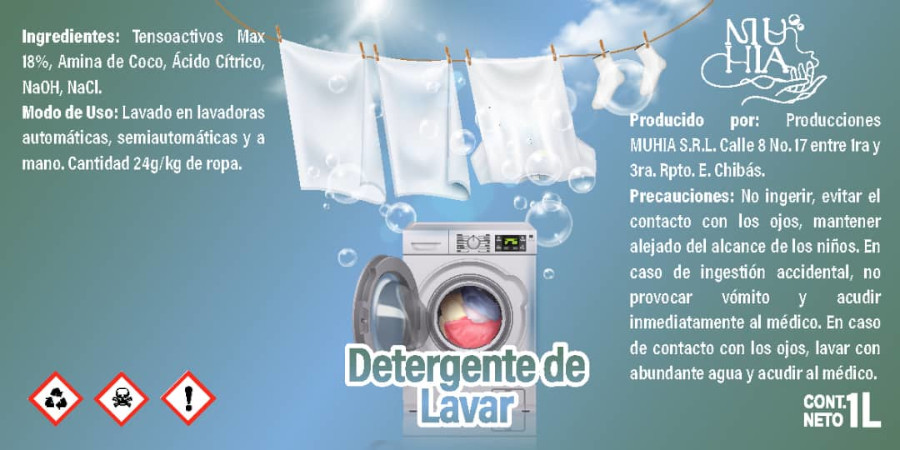 Ingredientes: Tensoactivos Max
18%, Amina de Coco, Ácido Cítrico,
NaOH, NaCl.
Modo de Uso: Lavado en lavadoras
automáticas, semiautomáticas y a
mano. Cantidad 24g/kg de ropa.
Detergente de
Lavar
MU
HIA
Producido por: Producciones
MUHIA S.R.L. Calle 8 No. 17 entre 1ra y
3ra. Rpto. E. Chibás.
Precauciones: No ingerir, evitar el
contacto con los ojos, mantener
alejado del alcance de los niños. En
caso de ingestión accidental, no
provocar vómito y acudir
inmediatamente al médico. En caso
de contacto con los ojos, lavar con
abundante agua y acudir al médico.
CONT.
NETO 1L